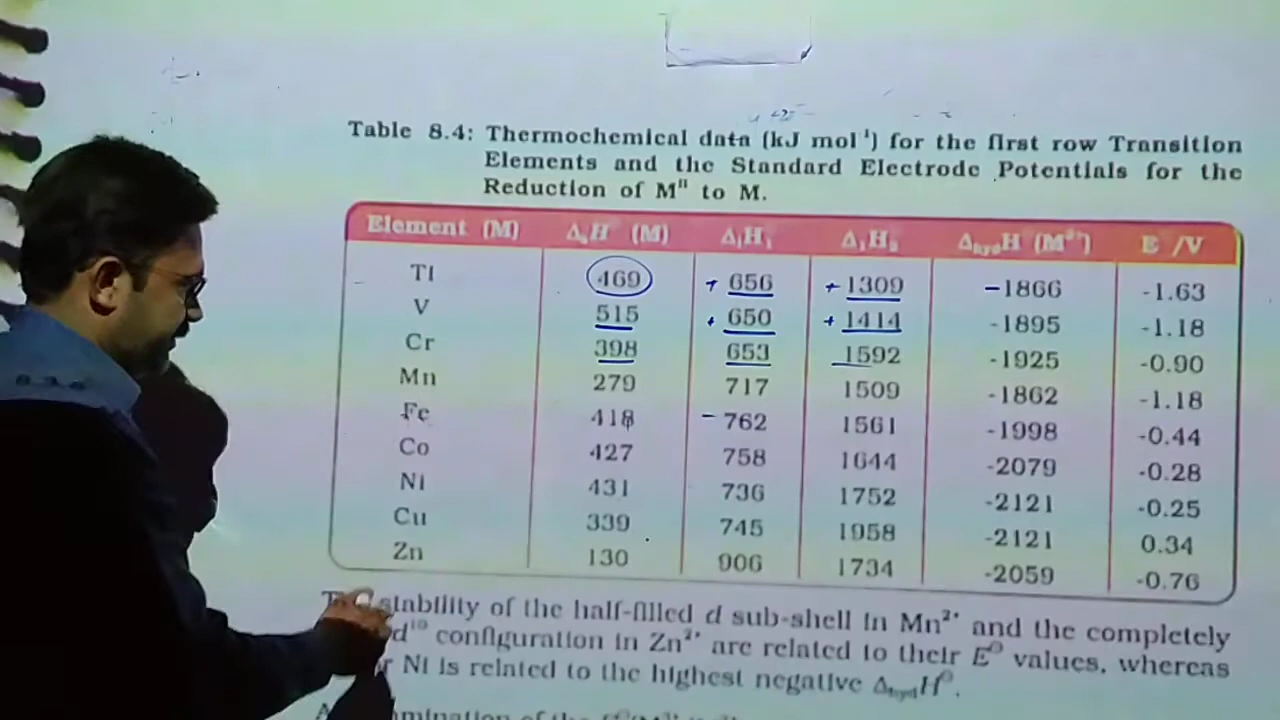 Table 8.4: Thermochemical data (kJ mol⁻¹) for the first row Transition
Elements and the Standard Electrode Potentials for the
Reduction of Mᴵᴵ to M.
Element (M) ΔₐH (M) ΔᵢH₁ ΔᵢH₂ ΔhydH (M²⁺) E /V
Ti 469 + 656 + 1309 -1866 -1.63
V 515 + 650 + 1414 -1895 -1.18
Cr 398 653 1592 -1925 -0.90
Mn 279 717 1509 -1862 -1.18
Fe 418 - 762 1561 -1998 -0.44
Co 427 758 1644 -2079 -0.28
Ni 431 736 1752 -2121 -0.25
Cu 339 745 1958 -2121 0.34
Zn 130 906 1734 -2059 -0.76
stability of the half-filled d sub-shell in Mn²⁺ and the completely
d¹⁰ configuration in Zn²⁺ are related to their E⊖ values, whereas
Ni is related to the highest negative ΔhydH⊖.